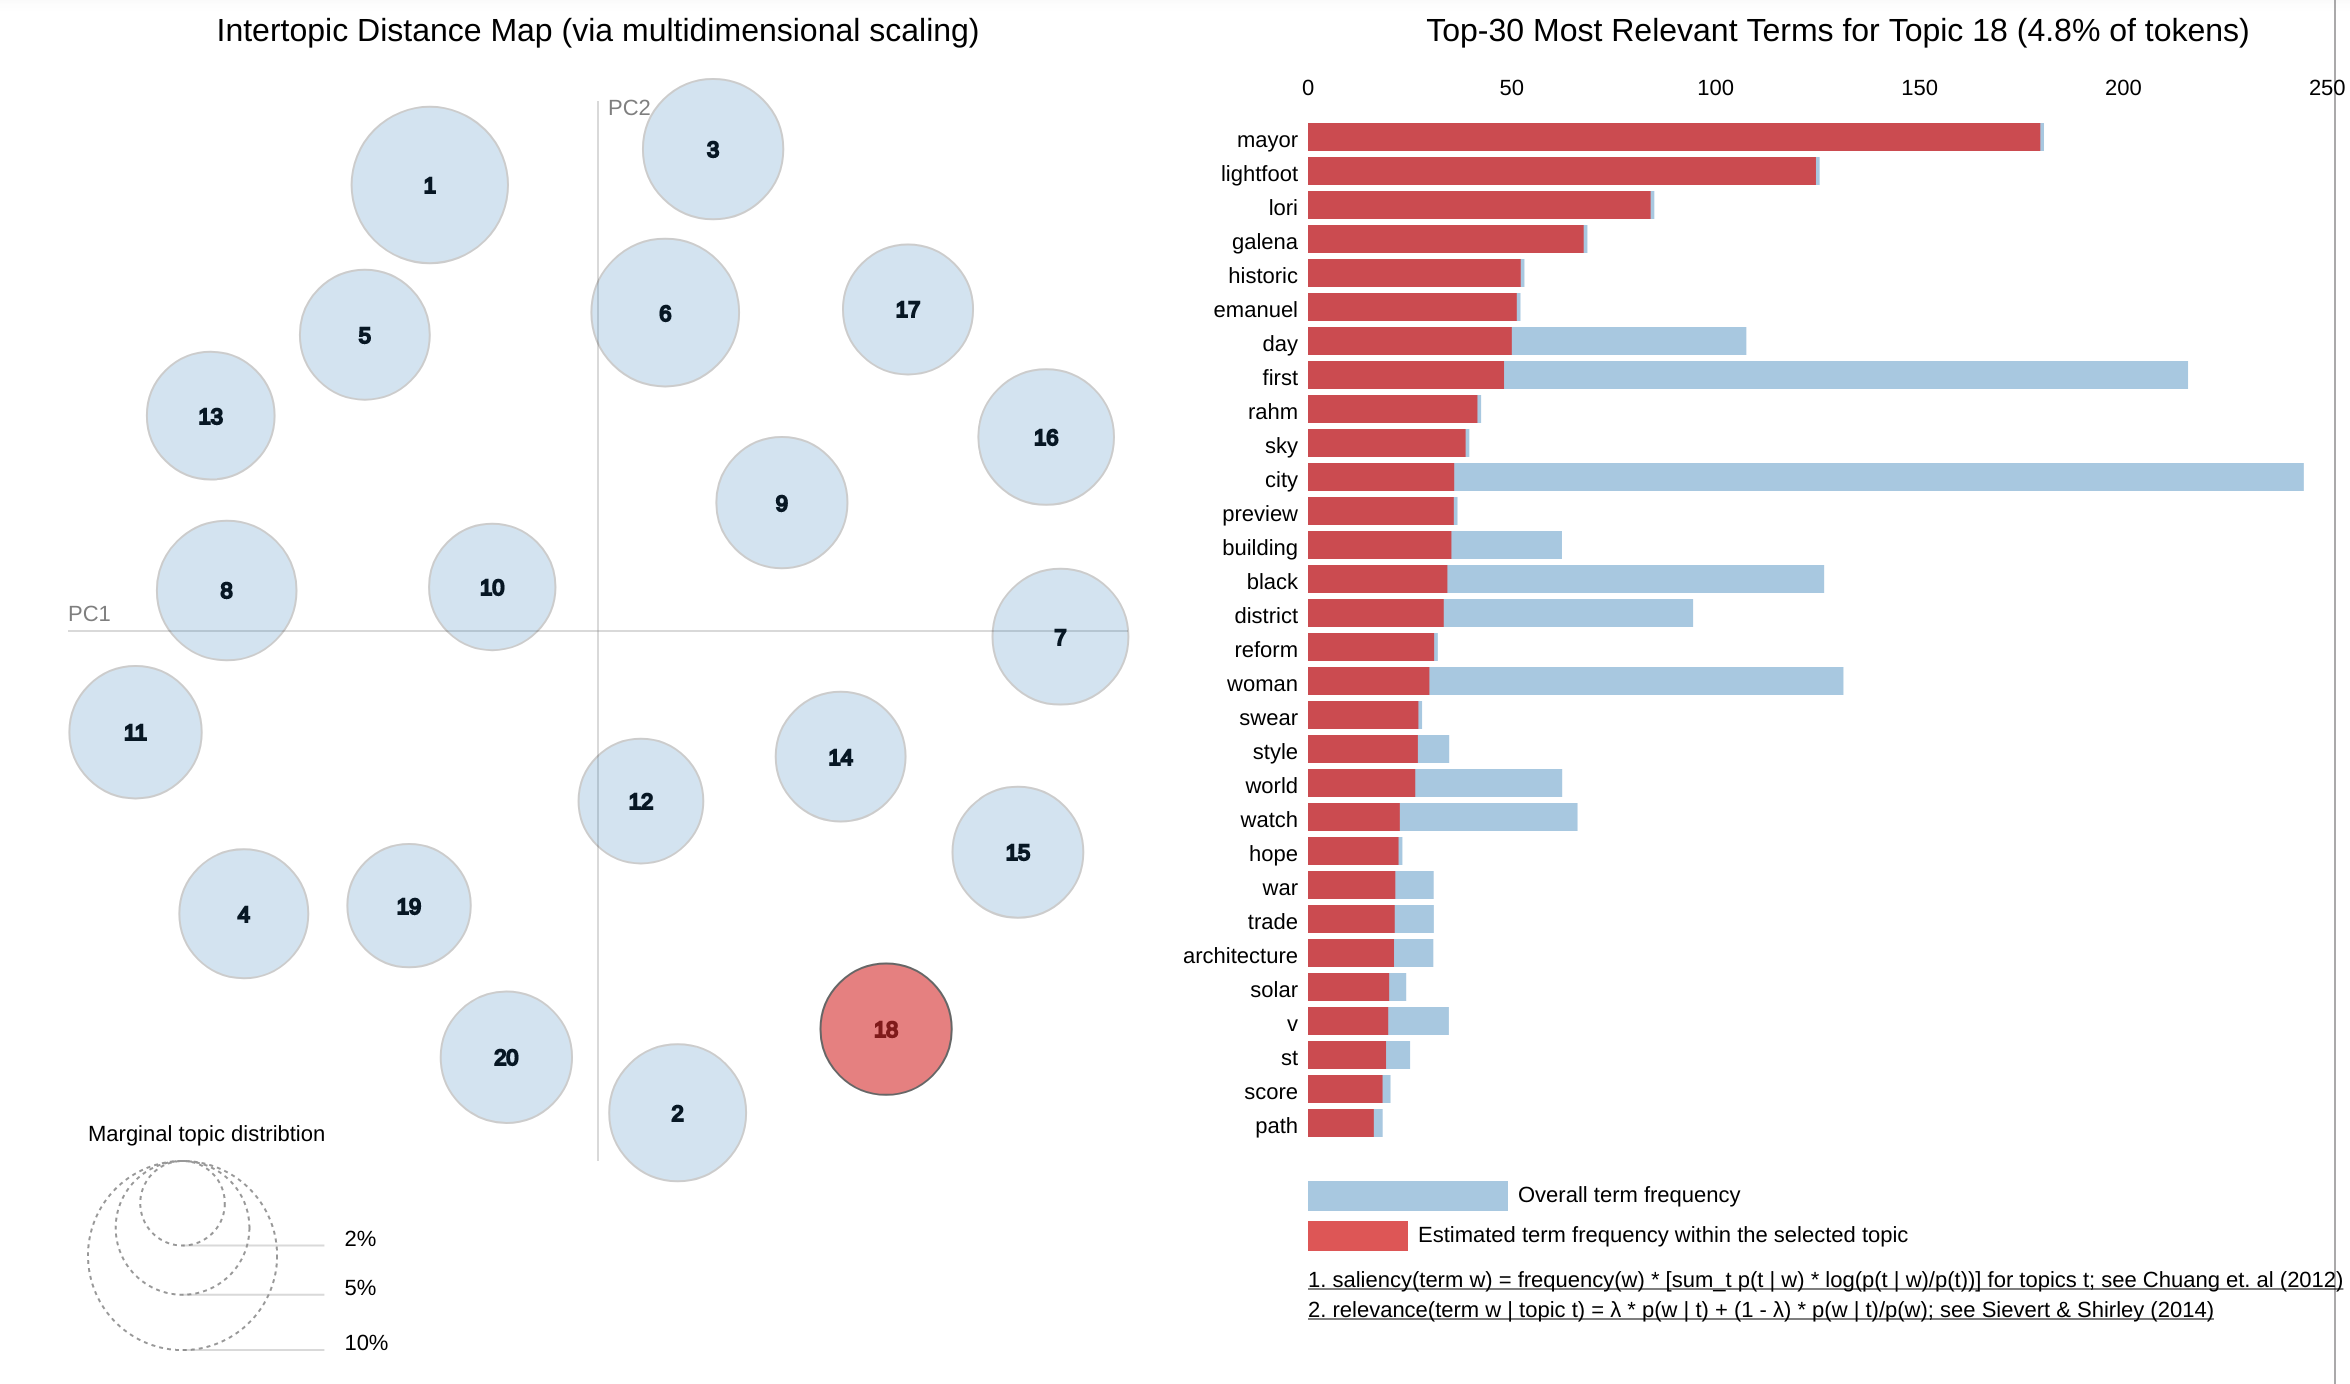 Intertopic Distance Map (via multidimensional scaling)
PC2
3
1
6
17
5
13
16
9
8
10
PC1
7
11
14
12
15
4
19
18
20
2
Marginal topic distribtion
2%
5%
10%
Top-30 Most Relevant Terms for Topic 18 (4.8% of tokens)
0 50 100 150 200 250
mayor
lightfoot
lori
galena
historic
emanuel
day
first
rahm
sky
city
preview
building
black
district
reform
woman
swear
style
world
watch
hope
war
trade
architecture
solar
v
st
score
path
Overall term frequency
Estimated term frequency within the selected topic
1. saliency(term w) = frequency(w) * [sum_t p(t | w) * log(p(t | w)/p(t))] for topics t; see Chuang et. al (2012)
2. relevance(term w | topic t) = λ * p(w | t) + (1 - λ) * p(w | t)/p(w); see Sievert & Shirley (2014)